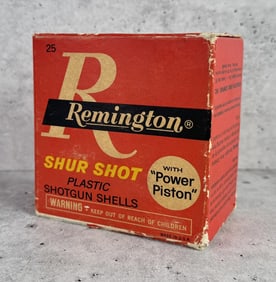 25
R
Remington®
SHUR SHOT
PLASTIC
SHOTGUN SHELLS
WITH
"Power
Piston"
WARNING KEEP OUT OF REACH OF CHILDREN